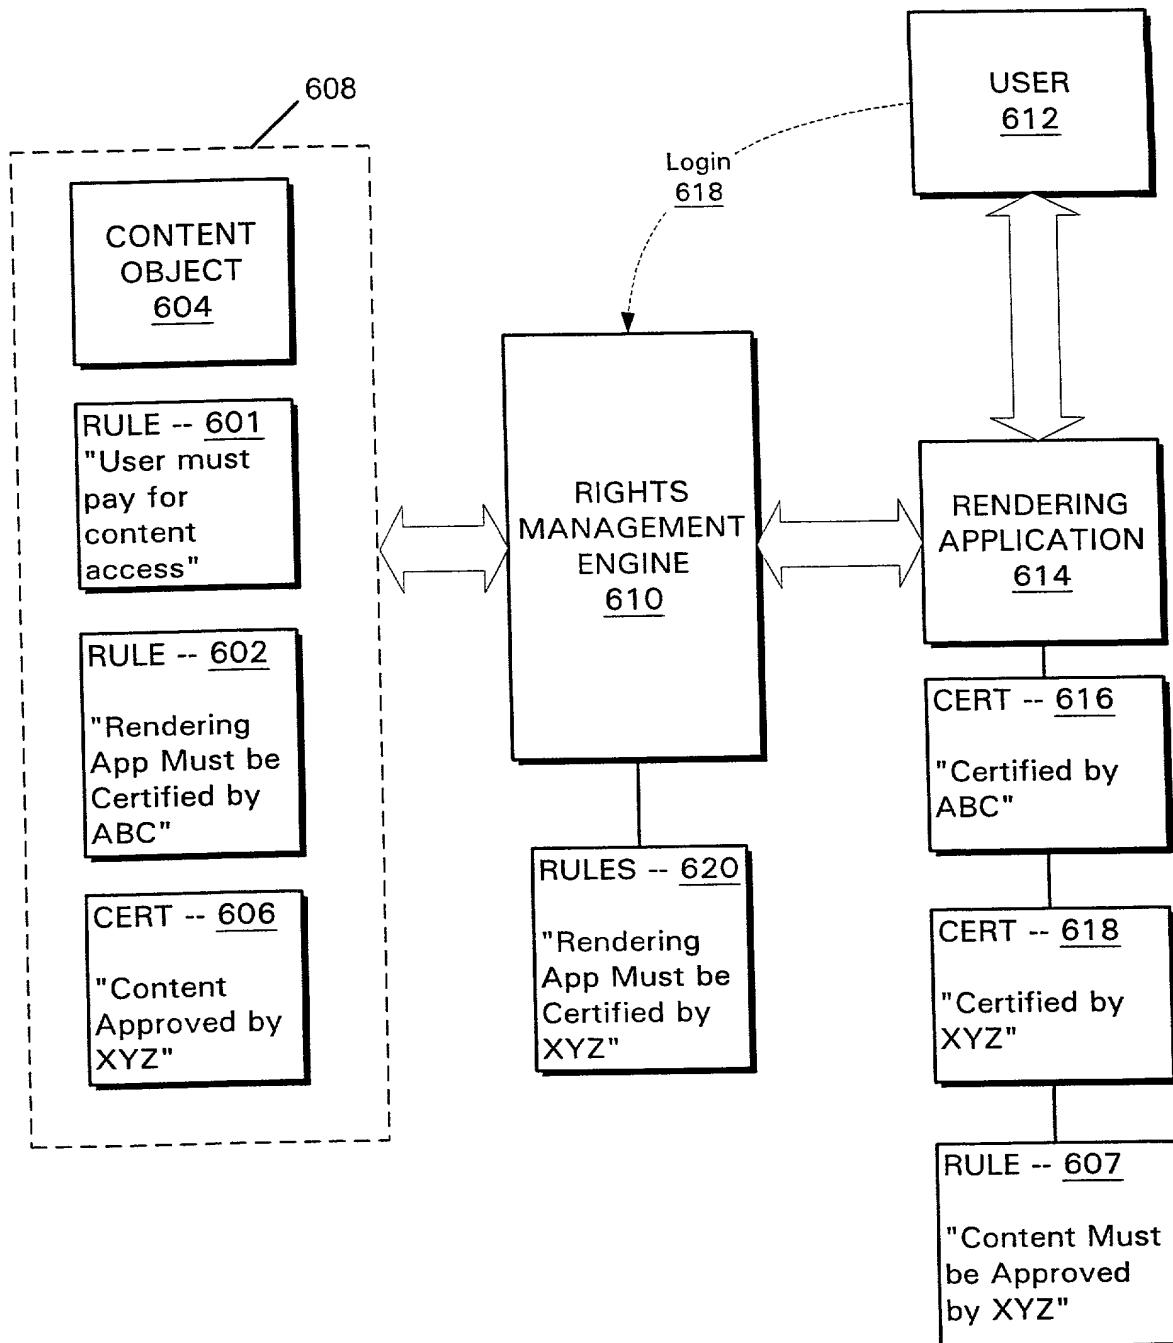 608
CONTENT
OBJECT
604
RULE -- 601
"User must
pay for
content
access"
RULE -- 602
"Rendering
App Must be
Certified by
ABC"
CERT -- 606
"Content
Approved by
XYZ"
Login
618
RIGHTS
MANAGEMENT
ENGINE
610
RULES -- 620
"Rendering
App Must be
Certified by
XYZ"
USER
612
RENDERING
APPLICATION
614
CERT -- 616
"Certified by
ABC"
CERT -- 618
"Certified by
XYZ"
RULE -- 607
"Content Must
be Approved
by XYZ"